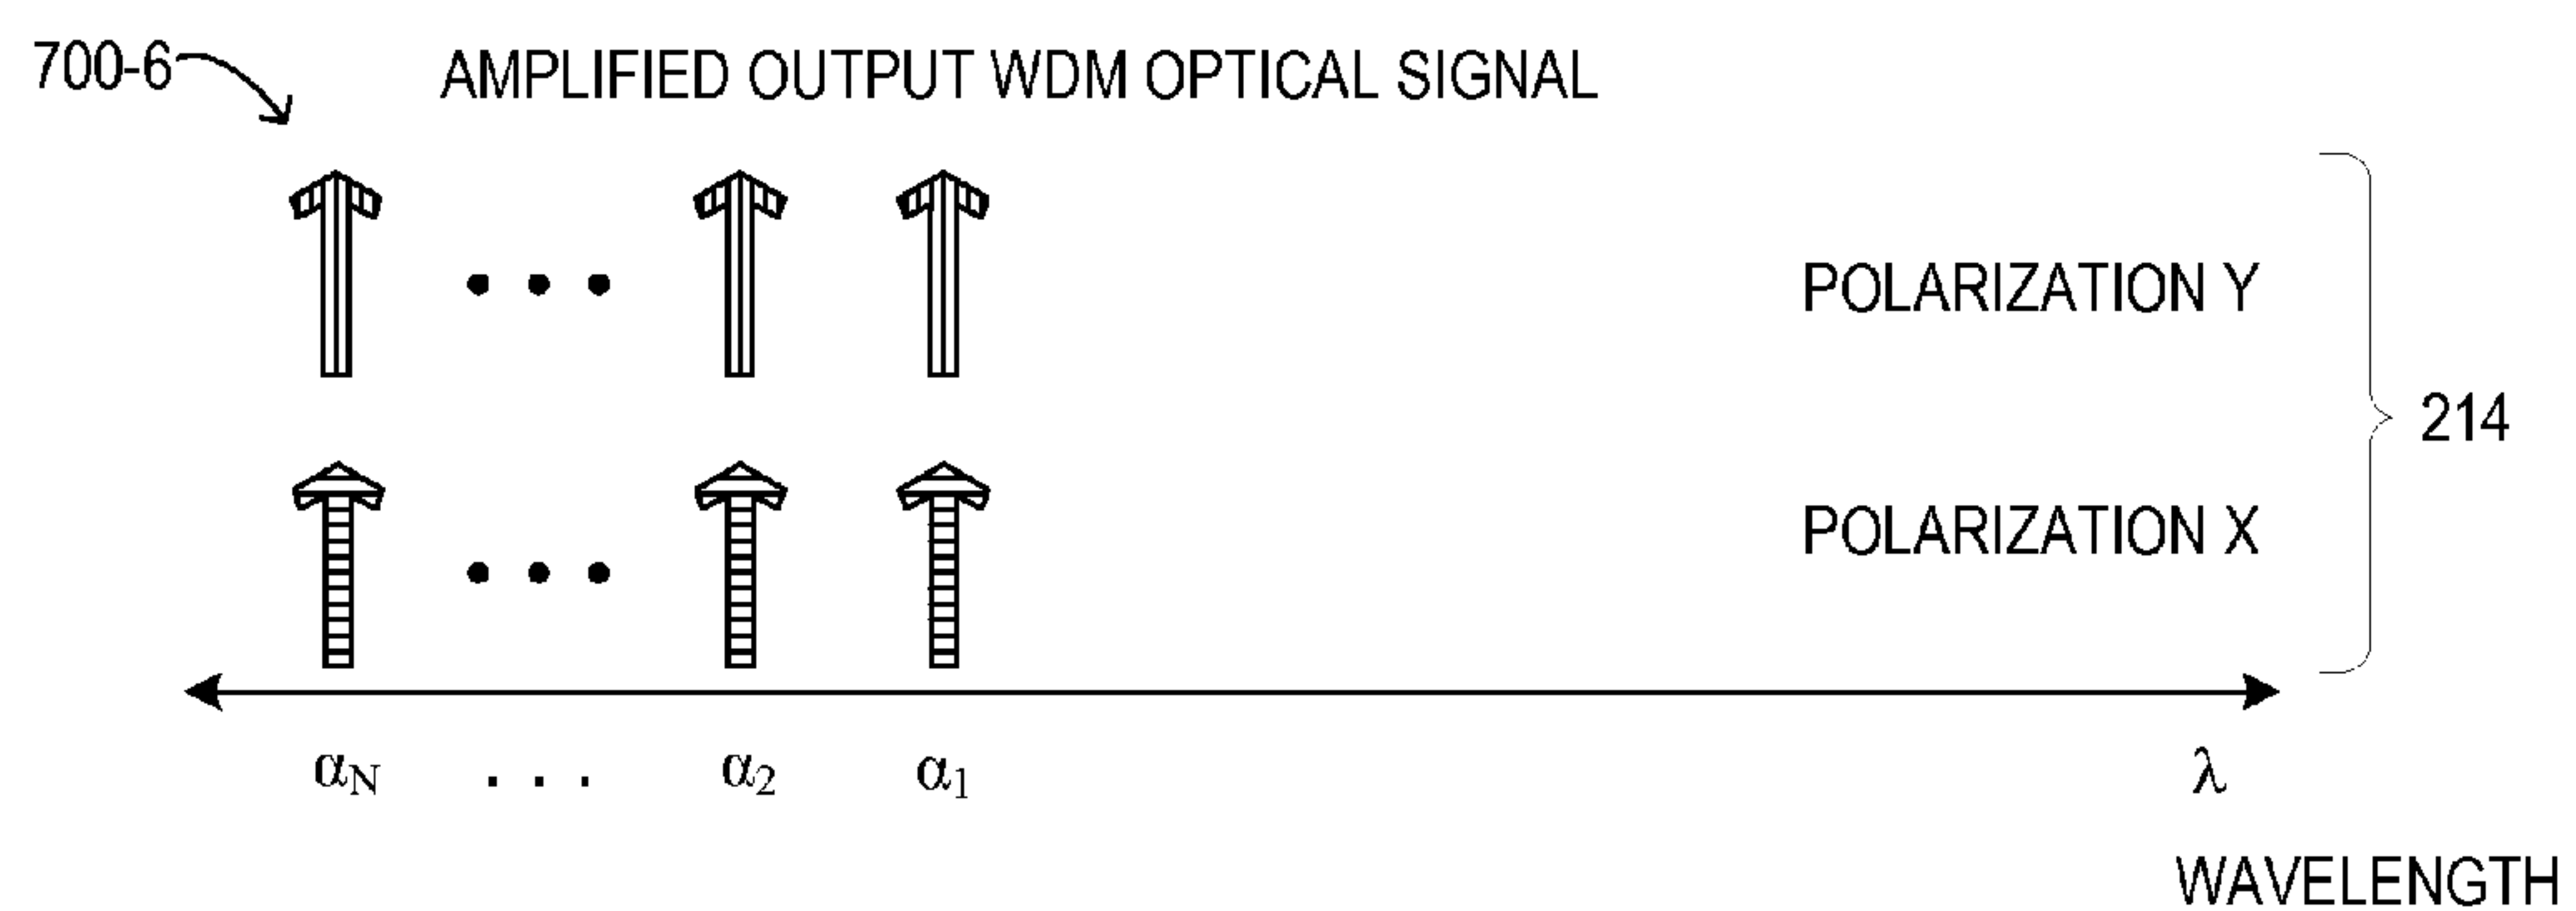 700-6
AMPLIFIED OUTPUT WDM OPTICAL SIGNAL
POLARIZATION Y
214
POLARIZATION X
αN . . . α2 α1 λ
WAVELENGTH